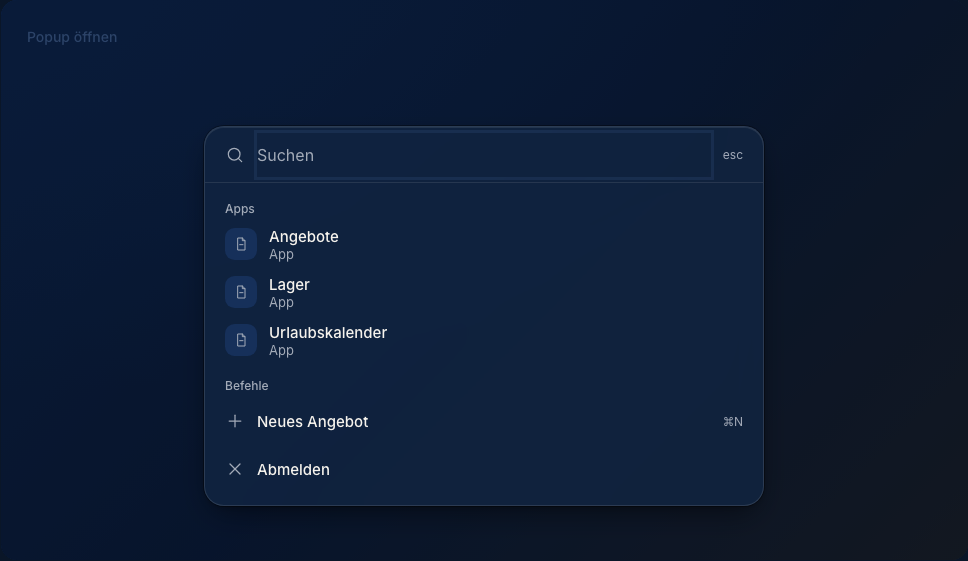 Popup öffnen
Suchen
esc
Apps
Angebote
App
Lager
App
Urlaubskalender
App
Befehle
Neues Angebot
⌘N
Abmelden